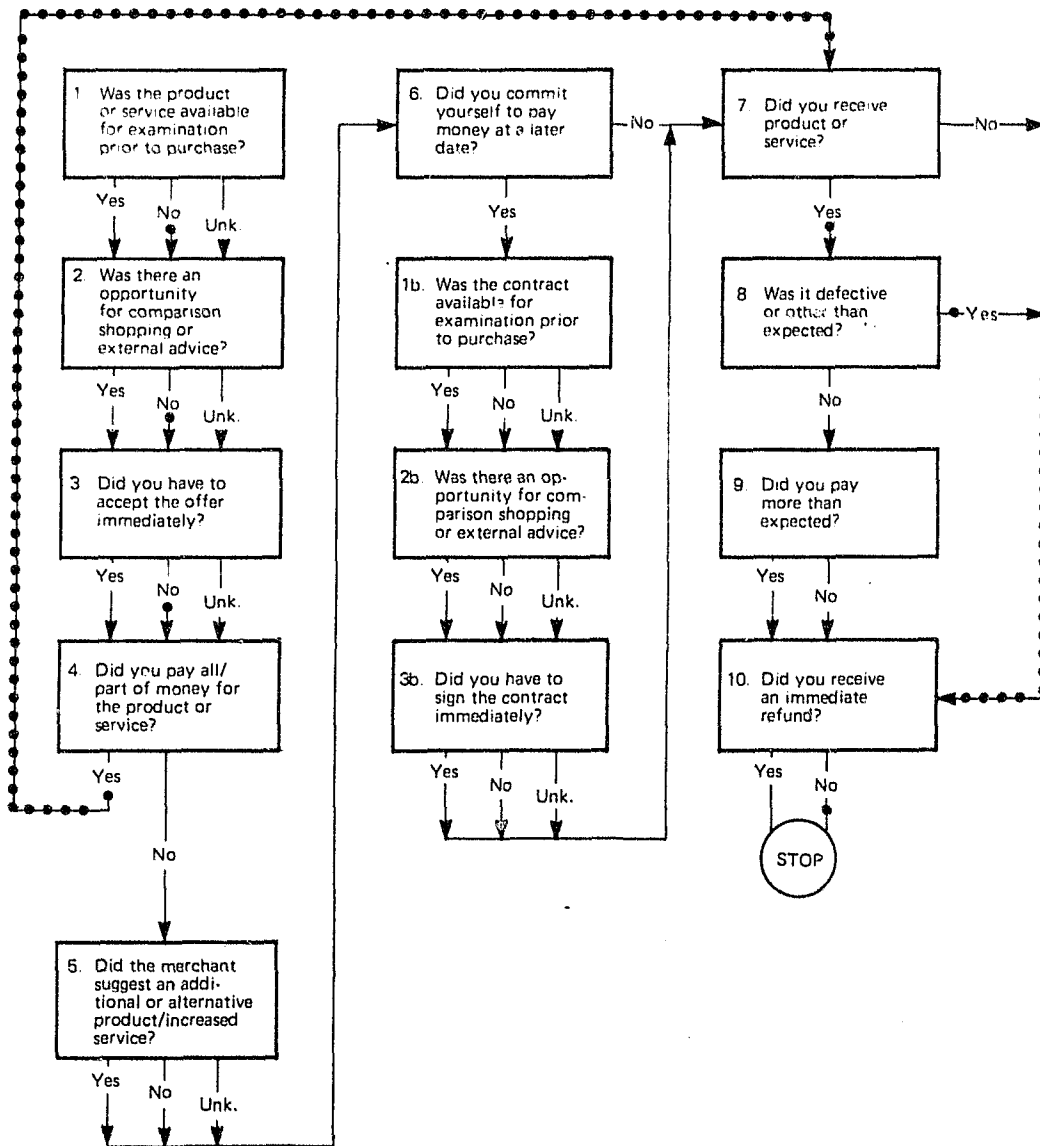 1 Was the product
or service available
for examination
prior to purchase?
Yes
No
Unk.
2. Was there an
opportunity
for comparison
shopping or
external advice?
Yes
No
Unk.
3 Did you have to
accept the offer
immediately?
Yes
No
Unk.
4. Did you pay all/
part of money for
the product or
service?
Yes
No
5. Did the merchant
suggest an addi-
tional or alternative
product/increased
service?
Yes
No
Unk.
6. Did you commit
yourself to pay
money at a later
date?
No
Yes
1b. Was the contract
available for
examination prior
to purchase?
Yes
No
Unk.
2b. Was there an op-
portunity for com-
parison shopping
or external advice?
Yes
No
Unk.
3b. Did you have to
sign the contract
immediately?
Yes
No
Unk.
7. Did you receive
product or
service?
No
Yes
8 Was it defective
or other than
expected?
Yes
No
9. Did you pay
more than
expected?
Yes
No
10. Did you receive
an immediate
refund?
Yes
No
STOP